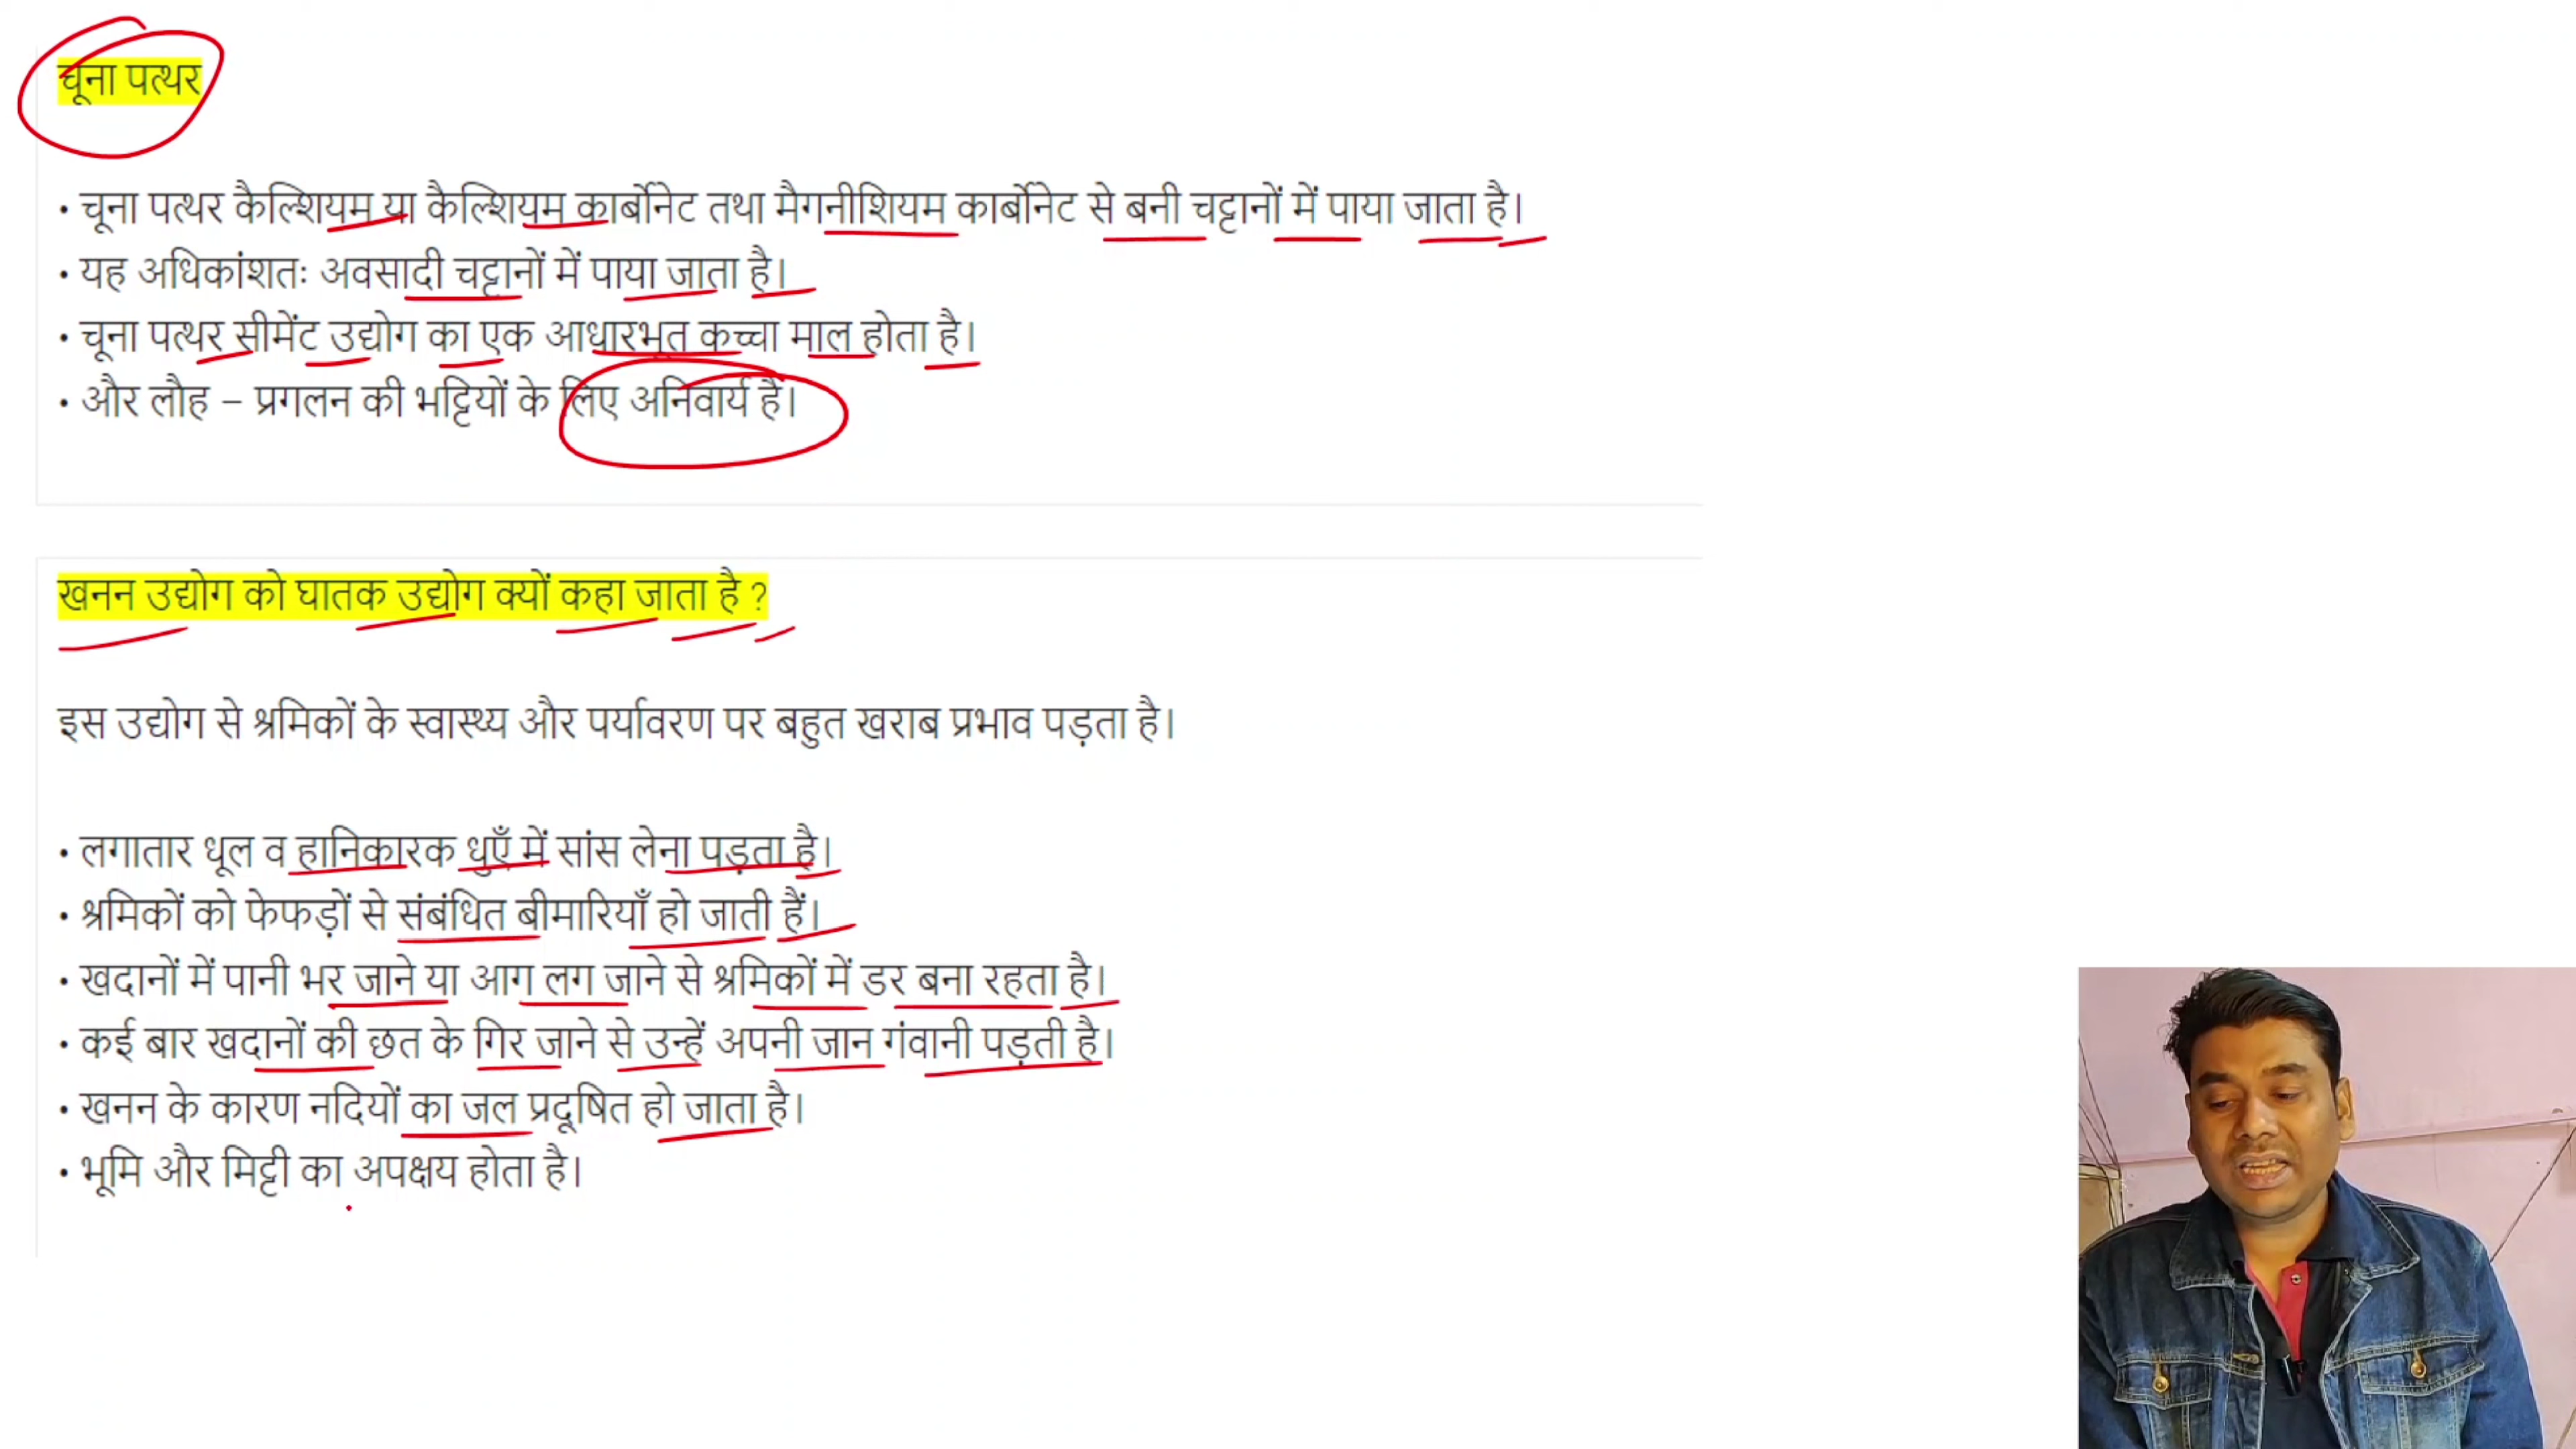 चूना पत्थर
• चूना पत्थर कैल्शियम या कैल्शियम कार्बोनेट तथा मैगनीशियम कार्बोनेट से बनी चट्टानों में पाया जाता है।
• यह अधिकांशतः अवसादी चट्टानों में पाया जाता है।
• चूना पत्थर सीमेंट उद्योग का एक आधारभूत कच्चा माल होता है।
• और लौह – प्रगलन की भट्टियों के लिए अनिवार्य है।
खनन उद्योग को घातक उद्योग क्यों कहा जाता है ?
इस उद्योग से श्रमिकों के स्वास्थ्य और पर्यावरण पर बहुत खराब प्रभाव पड़ता है।
• लगातार धूल व हानिकारक धुएँ में सांस लेना पड़ता है।
• श्रमिकों को फेफड़ों से संबंधित बीमारियाँ हो जाती हैं।
• खदानों में पानी भर जाने या आग लग जाने से श्रमिकों में डर बना रहता है।
• कई बार खदानों की छत के गिर जाने से उन्हें अपनी जान गंवानी पड़ती है।
• खनन के कारण नदियों का जल प्रदूषित हो जाता है।
• भूमि और मिट्टी का अपक्षय होता है।